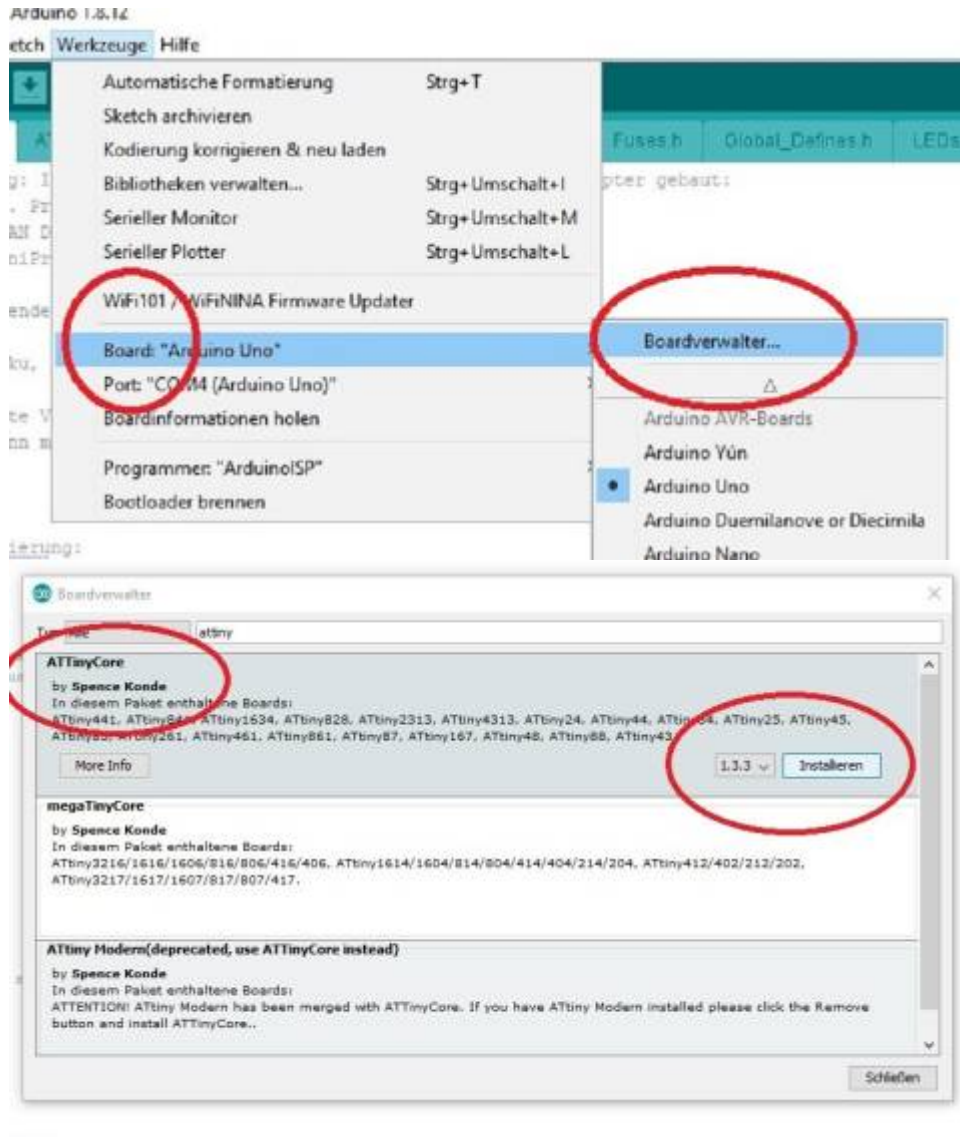 Arduino 1.8.12
etch Werkzeuge Hilfe
Automatische Formatierung Strg+T
Sketch archivieren
Kodierung korrigieren & neu laden
Bibliotheken verwalten... Strg+Umschalt+I
Serieller Monitor Strg+Umschalt+M
Serieller Plotter Strg+Umschalt+L
WiFi101 / WiFiNINA Firmware Updater
Board: "Arduino Uno"
Port: "COM4 (Arduino Uno)"
Boardinformationen holen
Programmer: "ArduinoISP"
Bootloader brennen
Fuses.h Global_Defines.h LEDs
pter gebaut:
Boardverwalter...
Arduino AVR-Boards
Arduino Yún
Arduino Uno
Arduino Duemilanove or Diecimila
Arduino Nano
ierung:
Boardverwalter
attiny
ATTinyCore
by Spence Konde
In diesem Paket enthaltene Boards:
ATtiny441, ATtiny841, ATtiny1634, ATtiny828, ATtiny2313, ATtiny4313, ATtiny24, ATtiny44, ATtiny84, ATtiny25, ATtiny45,
ATtiny85, ATtiny261, ATtiny461, ATtiny861, ATtiny87, ATtiny167, ATtiny48, ATtiny88, ATtiny43
More Info 1.3.3 Installieren
megaTinyCore
by Spence Konde
In diesem Paket enthaltene Boards:
ATtiny3216/1616/1606/816/806/416/406, ATtiny1614/1604/814/804/414/404/214/204, ATtiny412/402/212/202,
ATtiny3217/1617/1607/817/807/417.
ATtiny Modern(deprecated, use ATTinyCore instead)
by Spence Konde
In diesem Paket enthaltene Boards:
ATTENTION! ATtiny Modern has been merged wth ATTinyCore. If you have ATtiny Modern installed please click the Remove
button and install ATTinyCore..
Schließen